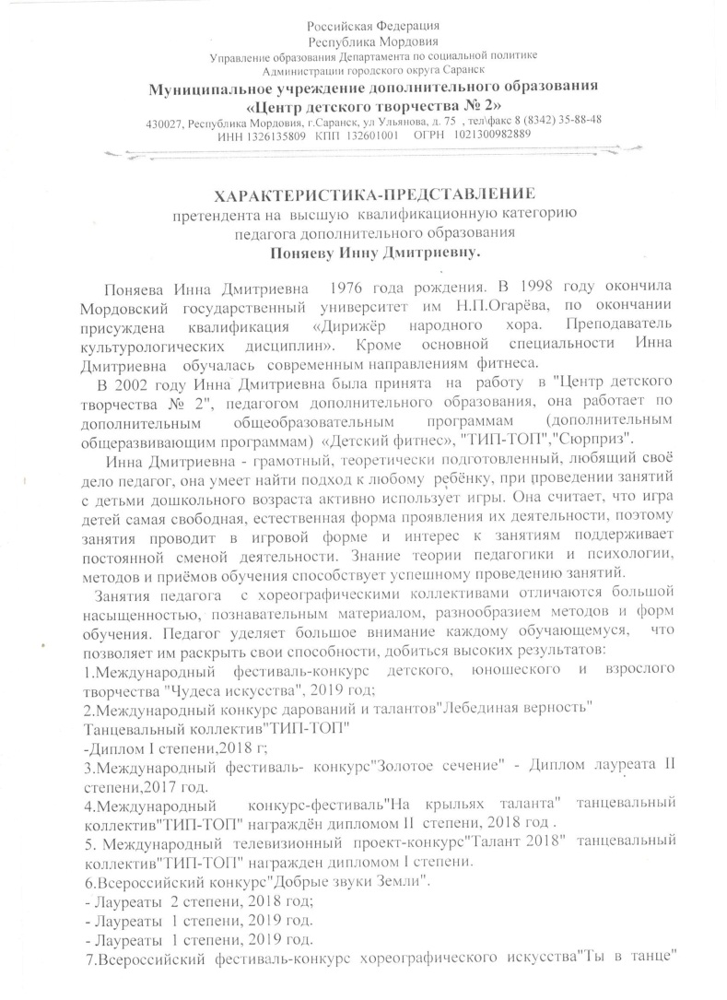 Российская Федерация
Республика Мордовия
Управление образования Департамента по социальной политике
Администрации городского округа Саранск
Муниципальное учреждение дополнительного образования
«Центр детского творчества № 2»
430027, Республика Мордовия, г.Саранск, ул Ульянова, д. 75 , тел\факс 8 (8342) 35-88-48
ИНН 1326135809 КПП 132601001 ОГРН 1021300982889
ХАРАКТЕРИСТИКА-ПРЕДСТАВЛЕНИЕ
претендента на высшую квалификационную категорию
педагога дополнительного образования
Поняеву Инну Дмитриевну.
Поняева Инна Дмитриевна 1976 года рождения. В 1998 году окончила
Мордовский государственный университет им Н.П.Огарёва, по окончании
присуждена квалификация «Дирижёр народного хора. Преподаватель
культурологических дисциплин». Кроме основной специальности Инна
Дмитриевна обучалась современным направлениям фитнеса.
В 2002 году Инна Дмитриевна была принята на работу в "Центр детского
творчества № 2", педагогом дополнительного образования, она работает по
дополнительным общеобразовательным программам (дополнительным
общеразвивающим программам) «Детский фитнес», "ТИП-ТОП","Сюрприз".
Инна Дмитриевна - грамотный, теоретически подготовленный, любящий своё
дело педагог, она умеет найти подход к любому ребёнку, при проведении занятий
с детьми дошкольного возраста активно использует игры. Она считает, что игра
детей самая свободная, естественная форма проявления их деятельности, поэтому
занятия проводит в игровой форме и интерес к занятиям поддерживает
постоянной сменой деятельности. Знание теории педагогики и психологии,
методов и приёмов обучения способствует успешному проведению занятий.
Занятия педагога с хореографическими коллективами отличаются большой
насыщенностью, познавательным материалом, разнообразием методов и форм
обучения. Педагог уделяет большое внимание каждому обучающемуся, что
позволяет им раскрыть свои способности, добиться высоких результатов:
1.Международный фестиваль-конкурс детского, юношеского и взрослого
творчества "Чудеса искусства", 2019 год;
2.Международный конкурс дарований и талантов"Лебединая верность"
Танцевальный коллектив"ТИП-ТОП"
-Диплом I степени,2018 г;
3.Международный фестиваль- конкурс"Золотое сечение" - Диплом лауреата II
степени,2017 год.
4.Международный конкурс-фестиваль"На крыльях таланта" танцевальный
коллектив"ТИП-ТОП" награждён дипломом II степени, 2018 год .
5. Международный телевизионный проект-конкурс"Талант 2018" танцевальный
коллектив"ТИП-ТОП" награжден дипломом I степени.
6.Всероссийский конкурс"Добрые звуки Земли".
- Лауреаты 2 степени, 2018 год;
- Лауреаты 1 степени, 2019 год.
- Лауреаты 1 степени, 2019 год.
7.Всероссийский фестиваль-конкурс хореографического искусства"Ты в танце"